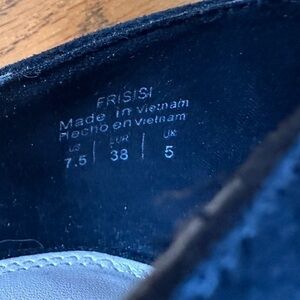 FRISISI
Made in Vietnam
Hecho en Vietnam
US EUR UK
7.5 | 38 | 5